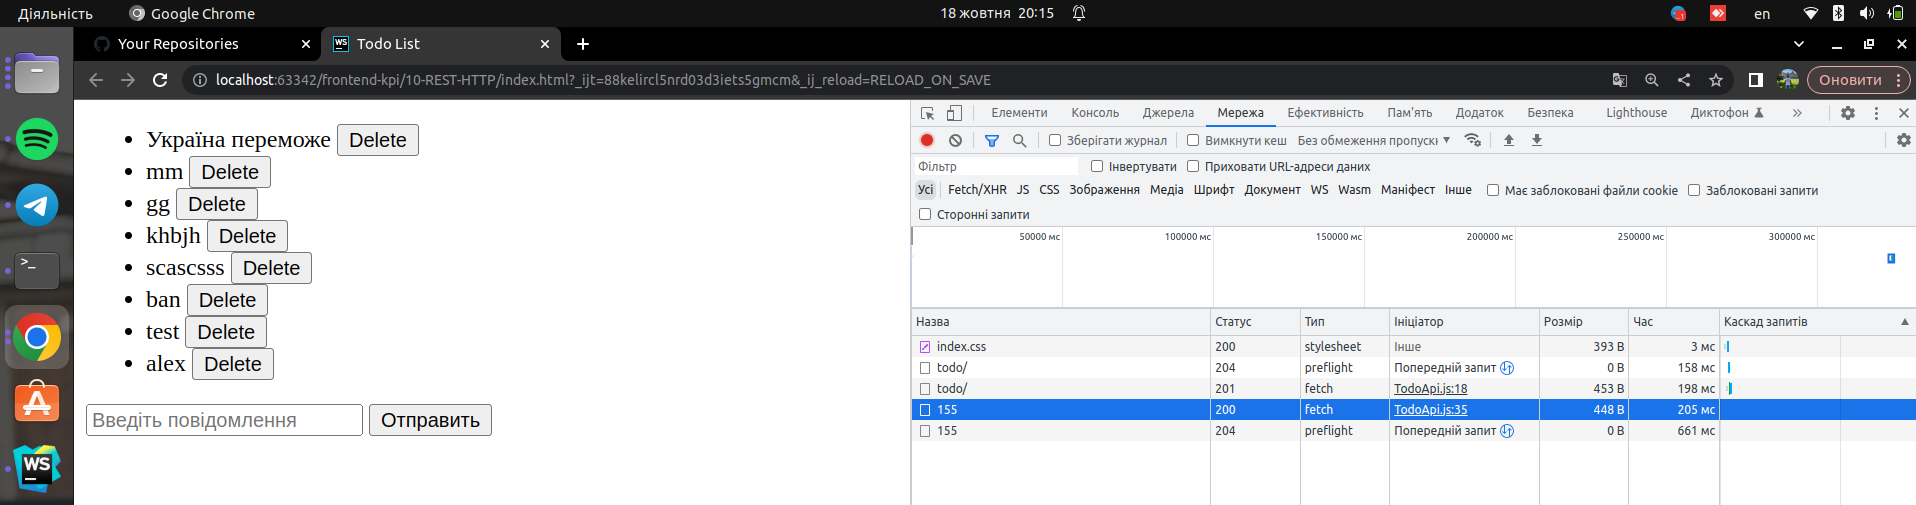 Діяльність Google Chrome 18 жовтня 20:15 en
Your Repositories WS Todo List
localhost:63342/frontend-kpi/10-REST-HTTP/index.html?_ijt=88kelircl5nrd03d3iets5gmcm&_ij_reload=RELOAD_ON_SAVE Оновити
Україна переможе Delete
mm Delete
gg Delete
khbjh Delete
scascsss Delete
ban Delete
test Delete
alex Delete
Введіть повідомлення Отправить
WS
Елементи Консоль Джерела Мережа Ефективність Пам'ять Додаток Безпека Lighthouse Диктофон
Зберігати журнал Вимкнути кеш Без обмеження пропускн
Фільтр Інвертувати Приховати URL-адреси даних
Усі Fetch/XHR JS CSS Зображення Медіа Шрифт Документ WS Wasm Маніфест Інше Має заблоковані файли cookie Заблоковані запити
Сторонні запити
50000 мс 100000 мс 150000 мс 200000 мс 250000 мс 300000 мс
Назва Статус Тип Ініціатор Розмір Час Каскад запитів
index.css 200 stylesheet Інше 393 B 3 мс
todo/ 204 preflight Попередній запит 0 B 158 мс
todo/ 201 fetch TodoApi.js:18 453 B 198 мс
155 200 fetch TodoApi.js:35 448 B 205 мс
155 204 preflight Попередній запит 0 B 661 мс